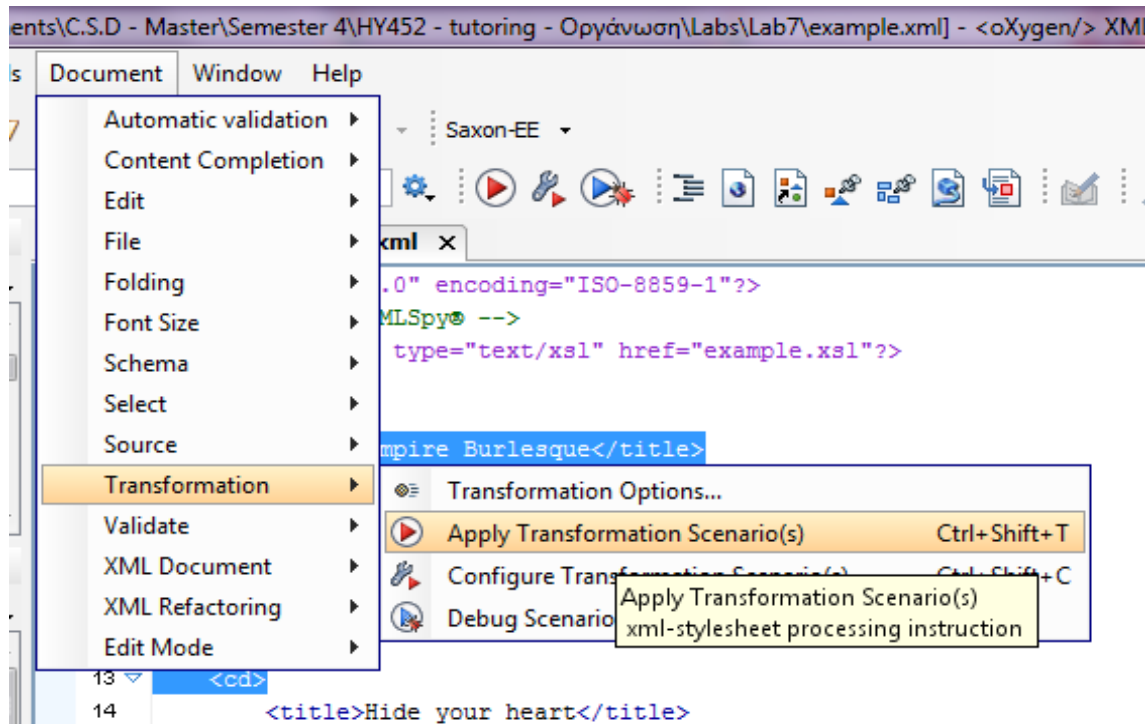 ents\C.S.D - Master\Semester 4\HY452 - tutoring - Οργάνωση\Labs\Lab7\example.xml] - <oXygen/> XML
ls Document Window Help
Automatic validation
Saxon-EE
Content Completion
Edit
File
xml X
Folding
.0" encoding="ISO-8859-1"?>
Font Size
MLSpy® -->
type="text/xsl" href="example.xsl"?>
Schema
Select
Source
mpire Burlesque</title>
Transformation
Transformation Options...
Validate
Apply Transformation Scenario(s) Ctrl+Shift+T
XML Document
Configure Transformation Scenario(s) Ctrl+Shift+C
Apply Transformation Scenario(s)
XML Refactoring
Debug Scenario
xml-stylesheet processing instruction
Edit Mode
13 <cd>
14 <title>Hide your heart</title>